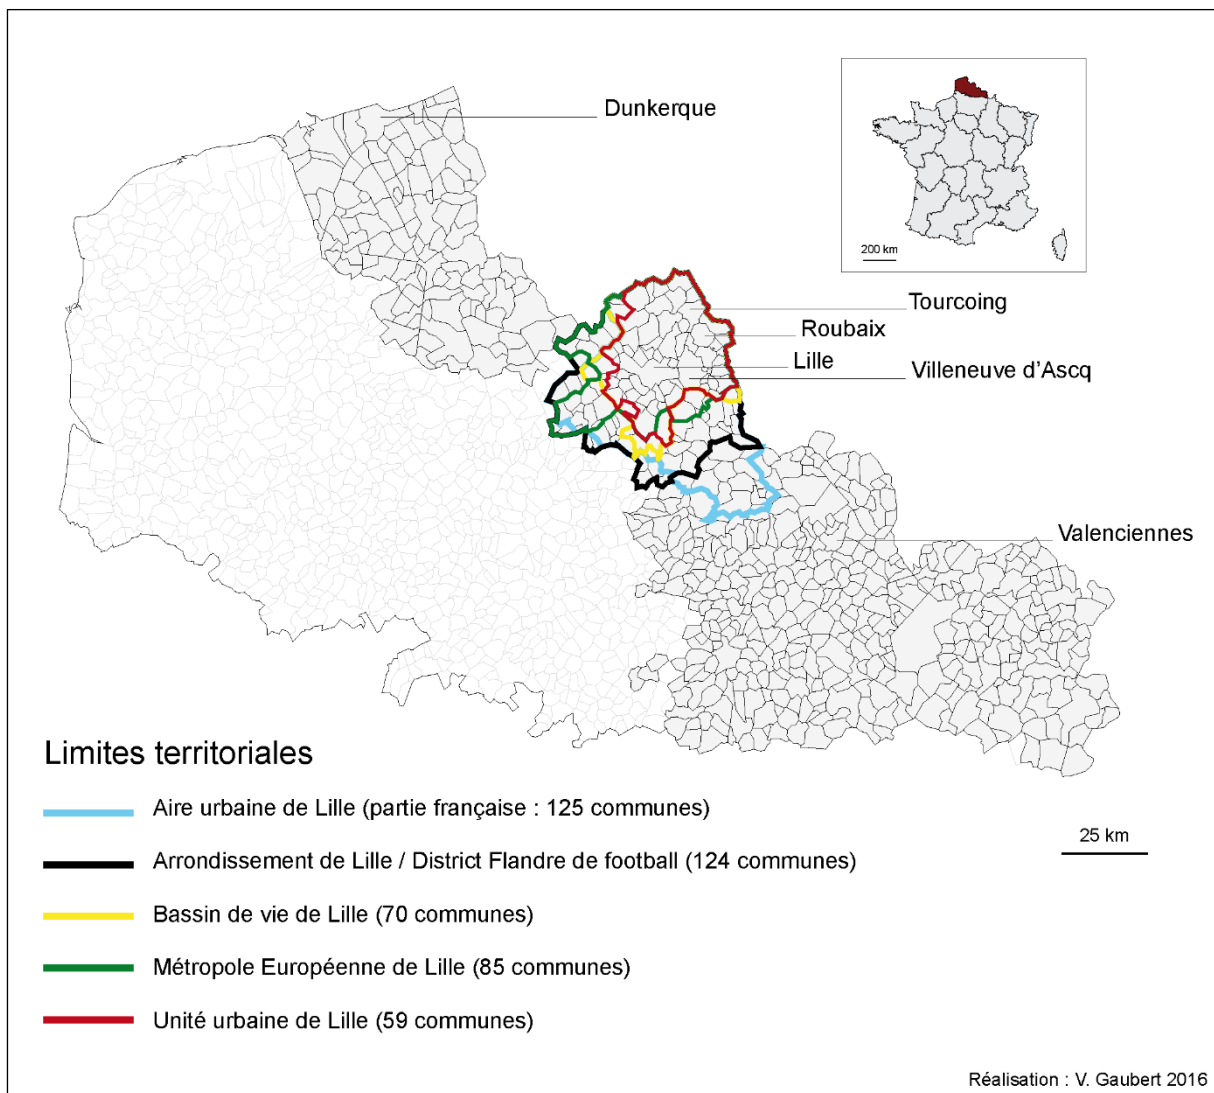 Dunkerque
200 km
Tourcoing
Roubaix
Lille
Villeneuve d'Ascq
Valenciennes
Limites territoriales
Aire urbaine de Lille (partie française : 125 communes)
25 km
Arrondissement de Lille / District Flandre de football (124 communes)
Bassin de vie de Lille (70 communes)
Métropole Européenne de Lille (85 communes)
Unité urbaine de Lille (59 communes)
Réalisation : V. Gaubert 2016